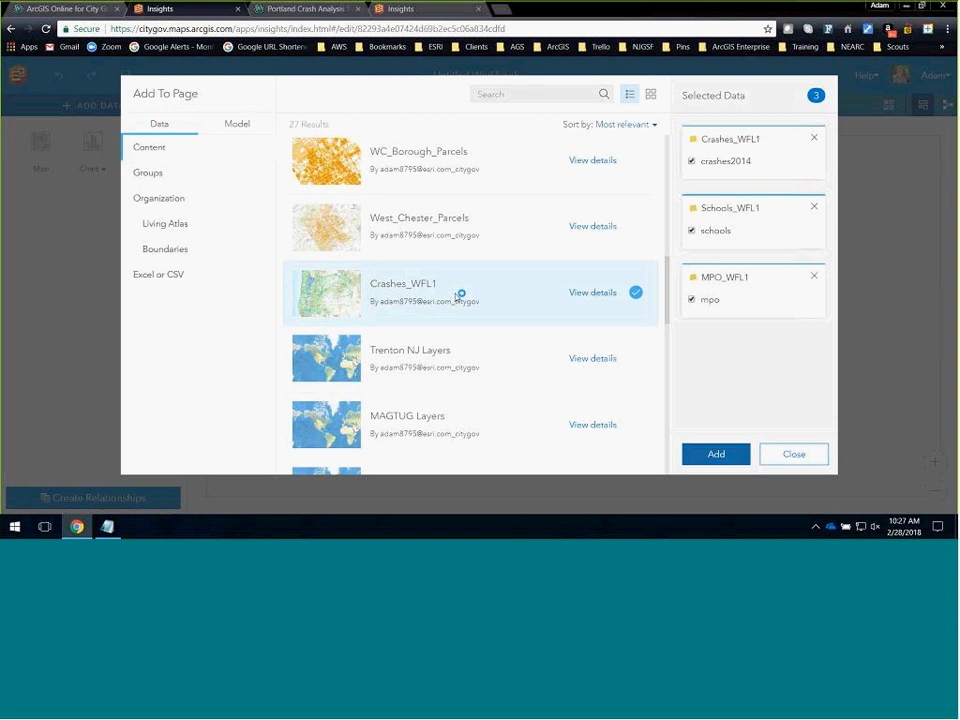 Adam
ArcGIS Online for City G
Insights
Portland Crash Analysis
Insights
Secure
https://citygov.maps.arcgis.com/apps/insights/index.html#/edit/82293a4e07424d69b2ec5c06a834cdfd
Apps Gmail Zoom Google Alerts - Mon Google URL Shortene AWS Bookmarks ESRI Clients AGS ArcGIS Trello NJGSF Pins ArcGIS Enterprise Training NEARC Scouts »
Help Adam
ADD DATA
Map
Chart
Create Relationships
Add To Page
Data Model
Content
Groups
Organization
Living Atlas
Boundaries
Excel or CSV
Search
27 Results
Sort by: Most relevant
WC_Borough_Parcels
By adam8795@esri.com_citygov
View details
West_Chester_Parcels
By adam8795@esri.com_citygov
View details
Crashes_WFL1
By adam8795@esri.com_citygov
View details
Trenton NJ Layers
By adam8795@esri.com_citygov
View details
MAGTUG Layers
By adam8795@esri.com_citygov
View details
Selected Data 3
Crashes_WFL1
crashes2014
Schools_WFL1
schools
MPO_WFL1
mpo
Add Close
10:27 AM
2/28/2018